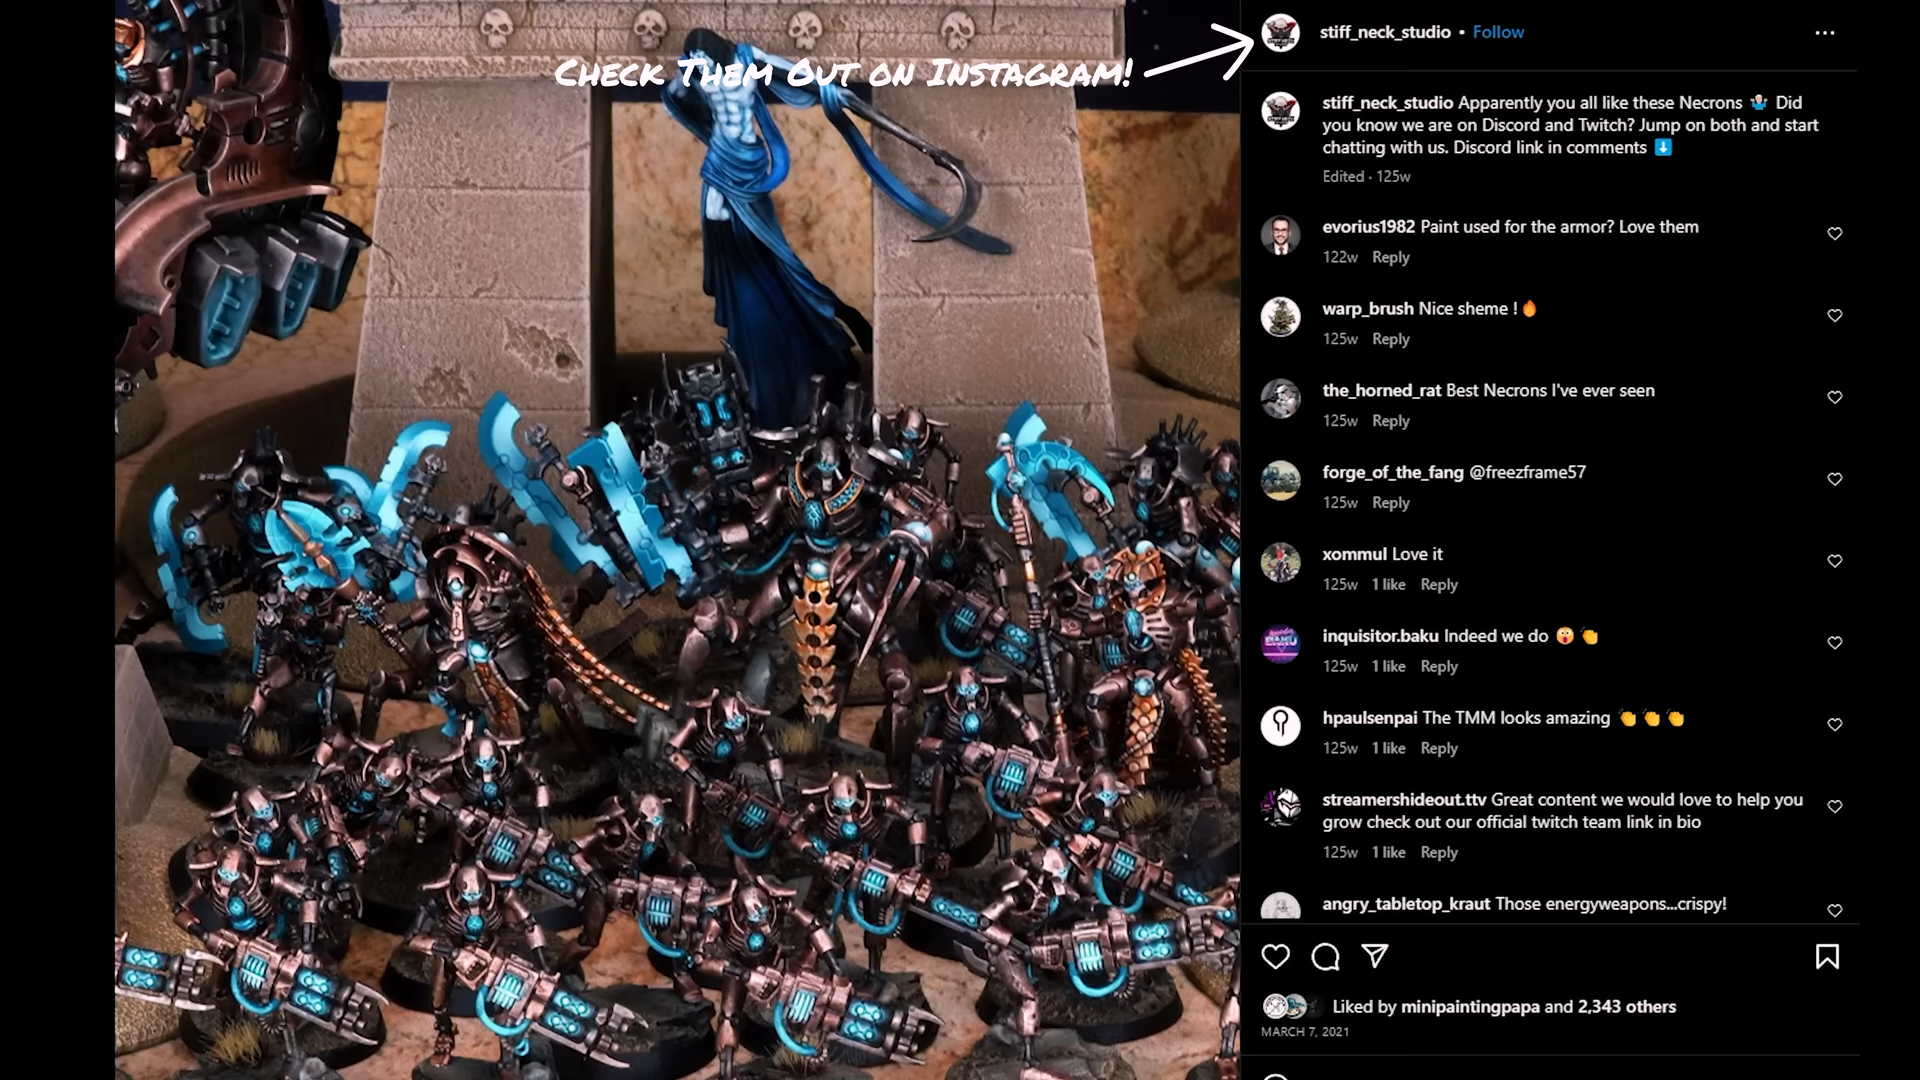 Check Them Out on Instagram!
stiff_neck_studio • Follow
stiff_neck_studio Apparently you all like these Necrons 🤷🏻‍♂️ Did
you know we are on Discord and Twitch? Jump on both and start
chatting with us. Discord link in comments ⬇️
Edited · 125w
evorius1982 Paint used for the armor? Love them
122w Reply
warp_brush Nice sheme ! 🔥
125w Reply
the_horned_rat Best Necrons I've ever seen
125w Reply
forge_of_the_fang @freezframe57
125w Reply
xommul Love it
125w 1 like Reply
inquisitor.baku Indeed we do 😲 👏
125w 1 like Reply
hpaulsenpai The TMM looks amazing 👏 👏 👏
125w 1 like Reply
streamershideout.ttv Great content we would love to help you
grow check out our official twitch team link in bio
125w 1 like Reply
angry_tabletop_kraut Those energyweapons...crispy!
Liked by minipaintingpapa and 2,343 others
MARCH 7, 2021